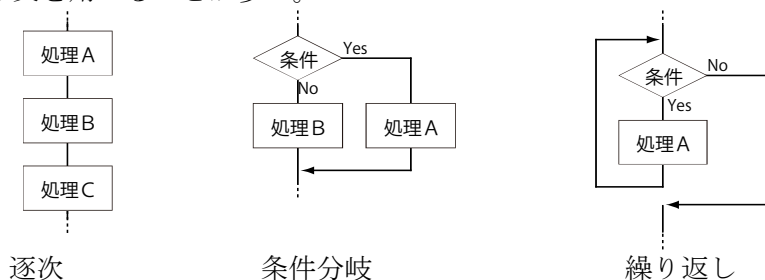 処理A
処理B
処理C
逐次
条件
Yes
No
処理B
処理A
条件分岐
条件
No
Yes
処理A
繰り返し